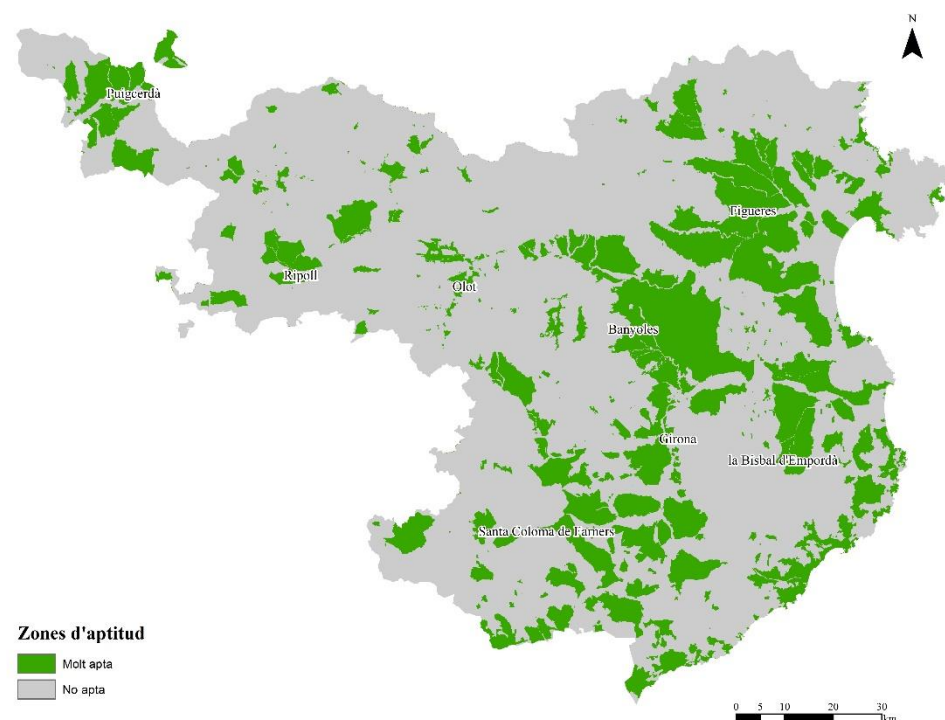 N
Puigcerdà
Figueres
Ripoll
Olot
Banyoles
Girona
la Bisbal d'Empordà
Santa Coloma de Farners
Zones d'aptitud
Molt apta
No apta
0 5 10 20 30
km